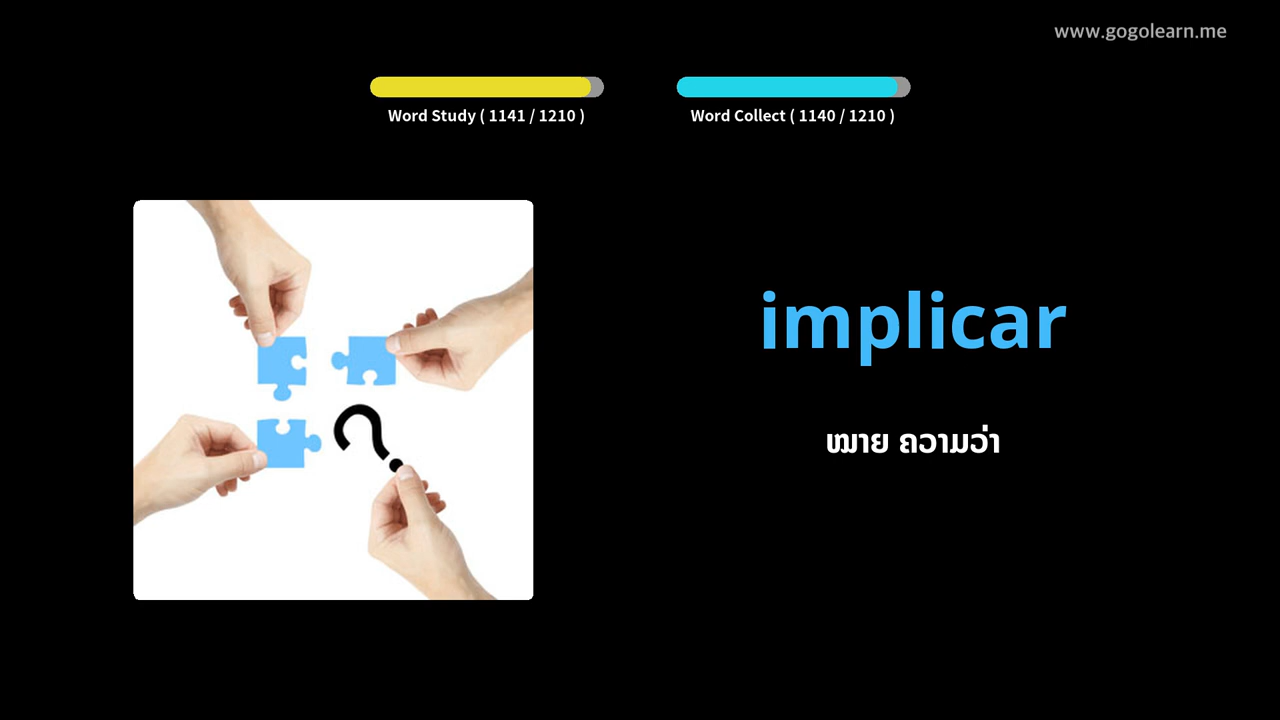 www.gogolearn.me
Word Study ( 1141 / 1210 )
Word Collect ( 1140 / 1210 )
implicar
ໝາຍ ຄວາມວ່າ